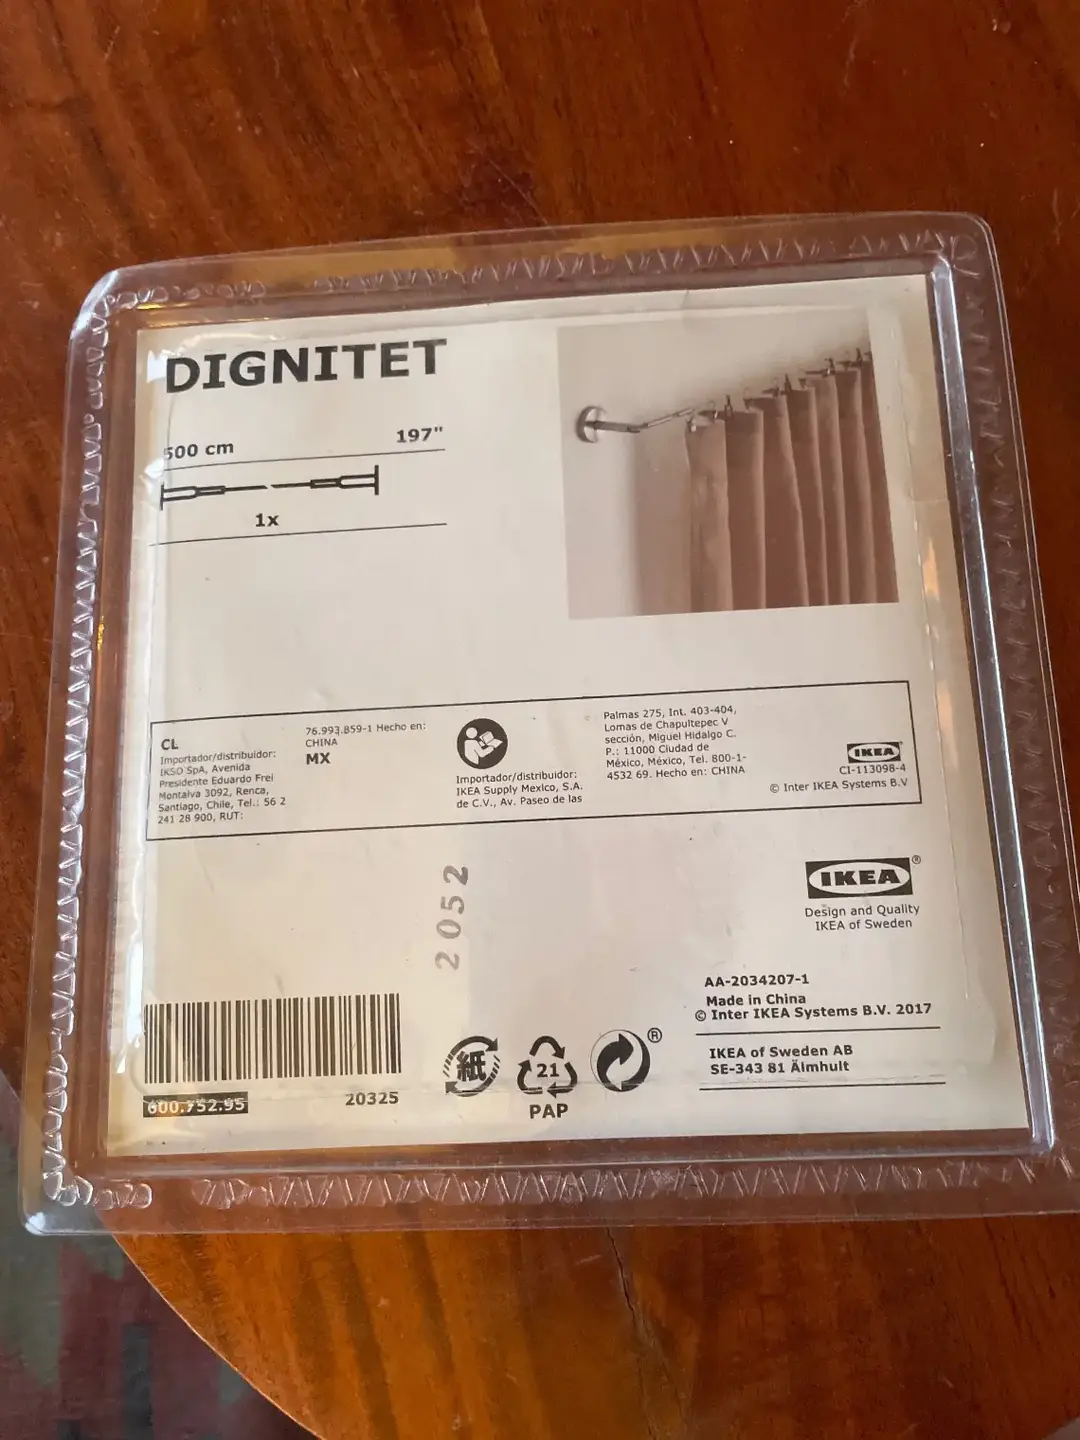 DIGNITET
500 cm 197"
1x
CL
Importador/distribuidor:
IKSO SpA, Avenida
Presidente Eduardo Frei
Montalva 3092, Renca,
Santiago, Chile, Tel.: 56 2
241 28 900, RUT:
76.993.859-1 Hecho en:
CHINA
MX
Importador/distribuidor:
IKEA Supply Mexico, S.A.
de C.V., Av. Paseo de las
Palmas 275, Int. 403-404,
Lomas de Chapultepec V
sección, Miguel Hidalgo C.
P.: 11000 Ciudad de
México, México, Tel. 800-1-
4532 69. Hecho en: CHINA
IKEA
CI-113098-4
© Inter IKEA Systems B.V
2052
IKEA®
Design and Quality
IKEA of Sweden
AA-2034207-1
Made in China
© Inter IKEA Systems B.V. 2017
IKEA of Sweden AB
SE-343 81 Älmhult
600.752.95
20325
紙
21
PAP
®